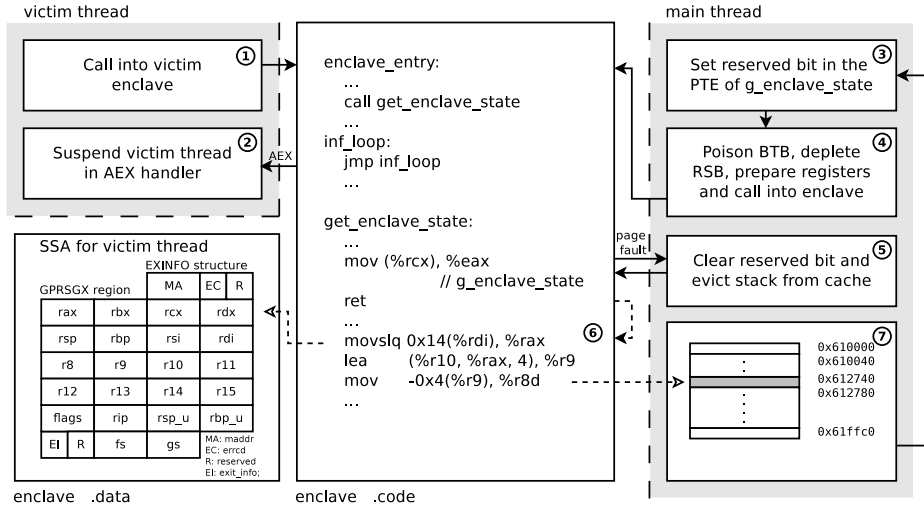 victim thread
main thread
1
Call into victim
enclave
2
Suspend victim thread
in AEX handler
AEX
enclave_entry:
...
call get_enclave_state
...
inf_loop:
jmp inf_loop
...
get_enclave_state:
...
mov (%rcx), %eax
// g_enclave_state
ret
...
movslq 0x14(%rdi), %rax
lea (%r10, %rax, 4), %r9
mov -0x4(%r9), %r8d
...
6
3
Set reserved bit in the
PTE of g_enclave_state
4
Poison BTB, deplete
RSB, prepare registers
and call into enclave
page
fault
5
Clear reserved bit and
evict stack from cache
7
0x610000
0x610040
0x612740
0x612780
0x61ffc0
SSA for victim thread
EXINFO structure
GPRSGX region
MA EC R
rax rbx rcx rdx
rsp rbp rsi rdi
r8 r9 r10 r11
r12 r13 r14 r15
flags rip rsp_u rbp_u
EI R fs gs
MA: maddr
EC: errcd
R: reserved
EI: exit_info;
enclave .data
enclave .code